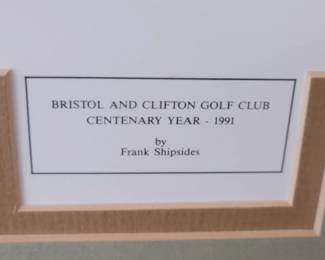 BRISTOL AND CLIFTON GOLF CLUB
CENTENARY YEAR - 1991
by
Frank Shipsides